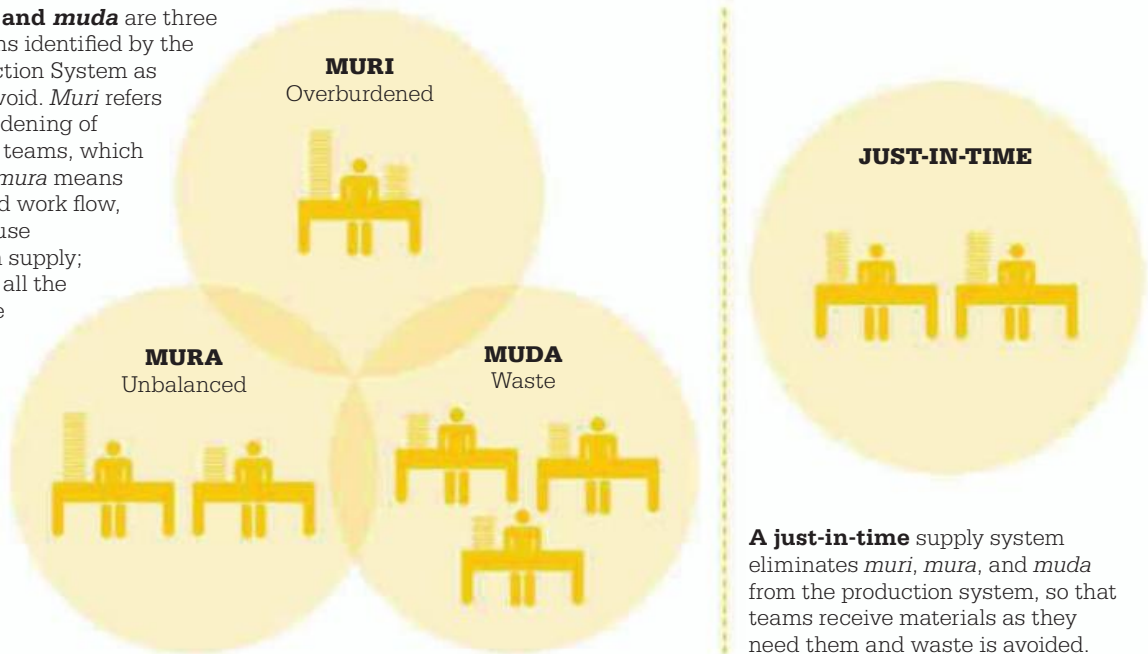 and muda are three
ns identified by the
ction System as
void. Muri refers
dening of
teams, which
mura means
d work flow,
use
supply;
all the
MURI
Overburdened
MURA
Unbalanced
MUDA
Waste
JUST-IN-TIME
A just-in-time supply system
eliminates muri, mura, and muda
from the production system, so that
teams receive materials as they
need them and waste is avoided.